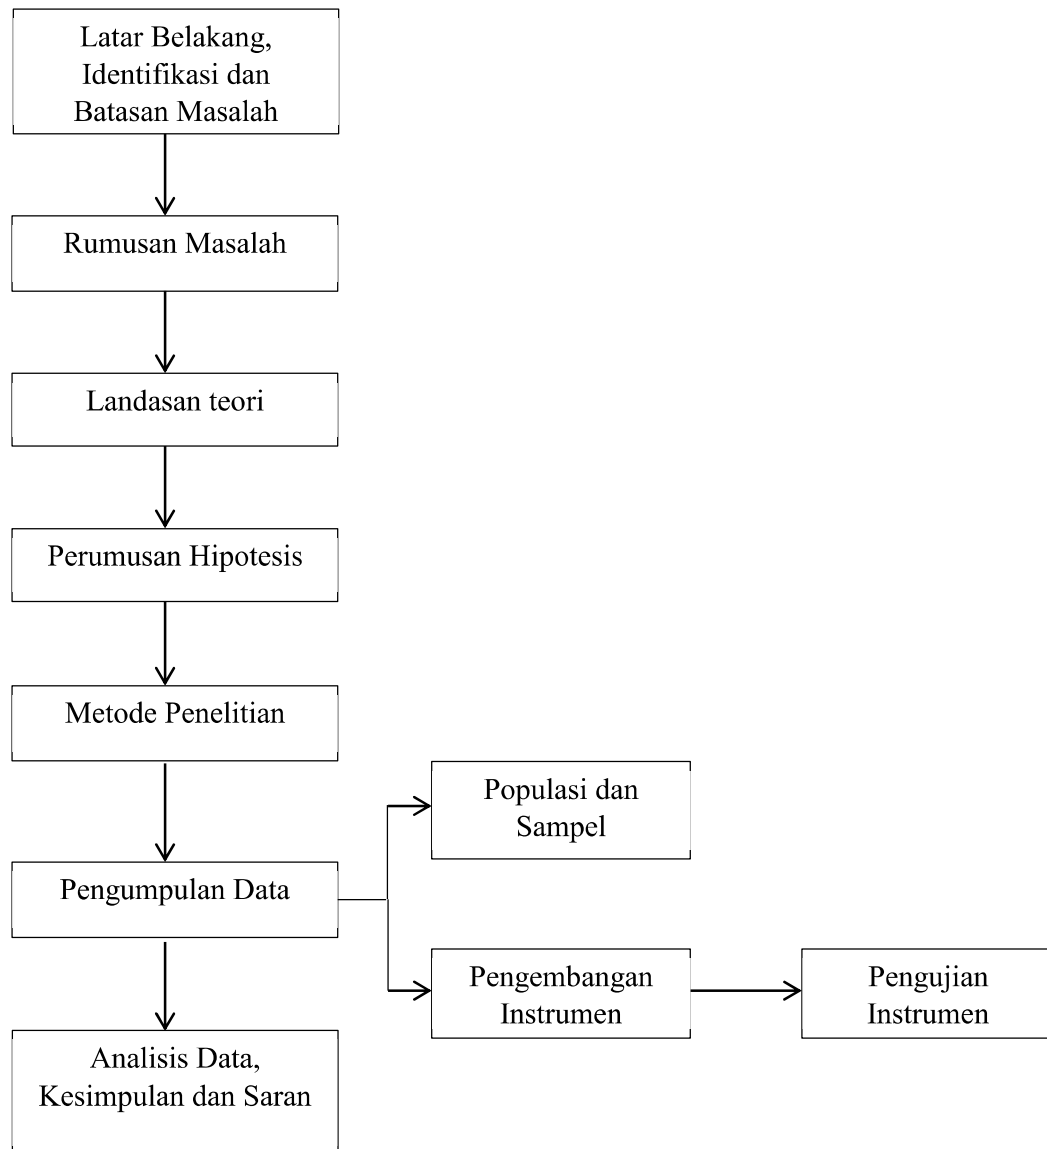 Latar Belakang,
Identifikasi dan
Batasan Masalah
Rumusan Masalah
Landasan teori
Perumusan Hipotesis
Metode Penelitian
Populasi dan
Sampel
Pengumpulan Data
Pengembangan
Instrumen
Pengujian
Instrumen
Analisis Data,
Kesimpulan dan Saran